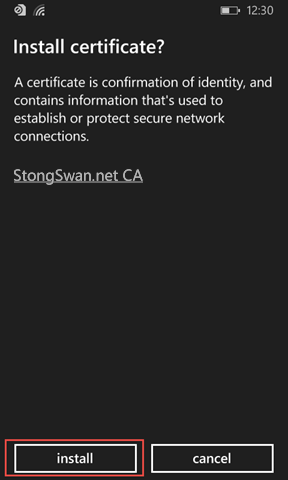 12:30
Install certificate?
A certificate is confirmation of identity, and
contains information that's used to
establish or protect secure network
connections.
StongSwan.net CA
install cancel